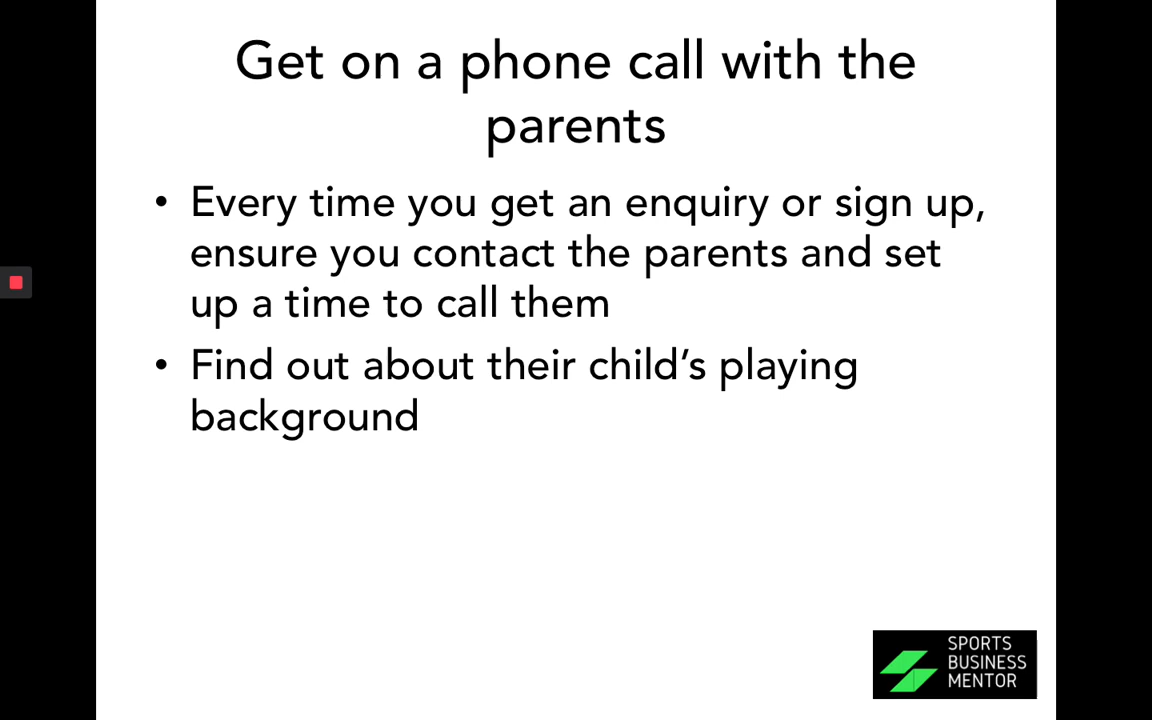 Get on a phone call with the
parents
• Every time you get an enquiry or sign up,
ensure you contact the parents and set
up a time to call them
• Find out about their child’s playing
background
SPORTS
BUSINESS
MENTOR